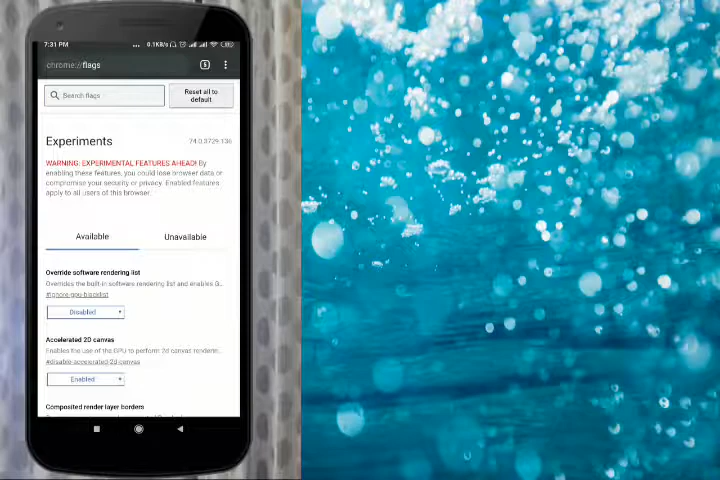 7:31 PM
... 0.1KB/s
chrome://flags
5
Search flags
Reset all to
default
Experiments
74.0.3729.136
WARNING: EXPERIMENTAL FEATURES AHEAD! By
enabling these features, you could lose browser data or
compromise your security or privacy. Enabled features
apply to all users of this browser.
Available
Unavailable
Override software rendering list
Overrides the built-in software rendering list and enables G...
#ignore-gpu-blacklist
Disabled
Accelerated 2D canvas
Enables the use of the GPU to perform 2d canvas renderin...
#disable-accelerated-2d-canvas
Enabled
Composited render layer borders